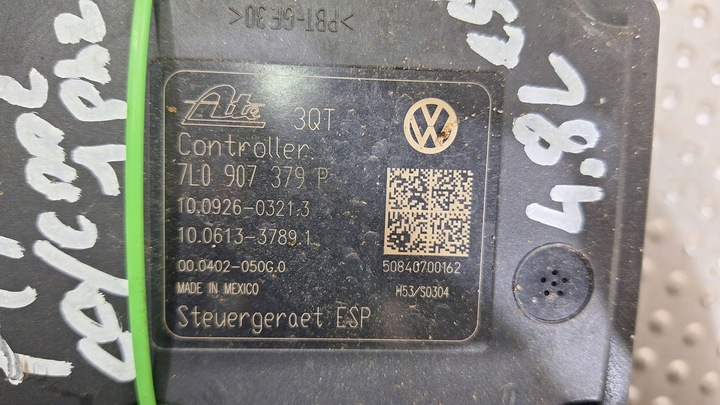 >PBT-GF30<
Ate 3QT
Controller
7L0 907 379 P
10.0926-0321.3
10.0613-3789.1
00.0402-050G.0
MADE IN MEXICO
Steuergeraet ESP
50840700162
H53/S0304
4.8L